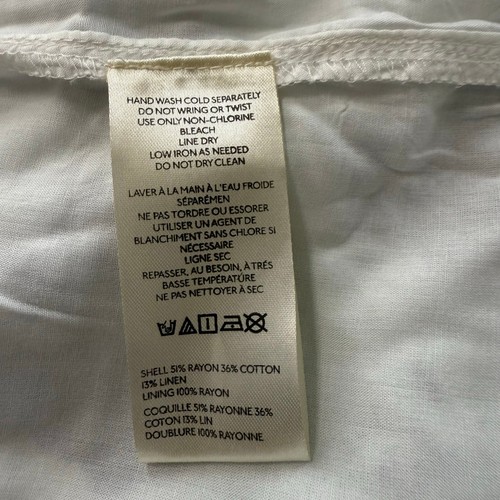 HAND WASH COLD SEPARATELY
DO NOT WRING OR TWIST
USE ONLY NON-CHLORINE
BLEACH
LINE DRY
LOW IRON AS NEEDED
DO NOT DRY CLEAN
LAVER À LA MAIN À L'EAU FROIDE
SÉPARÉMEN
NE PAS TORDRE OU ESSORER
UTILISER UN AGENT DE
BLANCHIMENT SANS CHLORE SI
NÉCESSAIRE
LIGNE SEC
REPASSER, AU BESOIN, À TRÉS
BASSE TEMPÉRATÚRE
NE PAS NETTOYER À SEC
SHELL 51% RAYON 36% COTTON
13% LINEN
LINING 100% RAYON
COQUILLE 51% RAYONNE 36%
COTON 13% LIN
DOUBLURE 100% RAYONNE